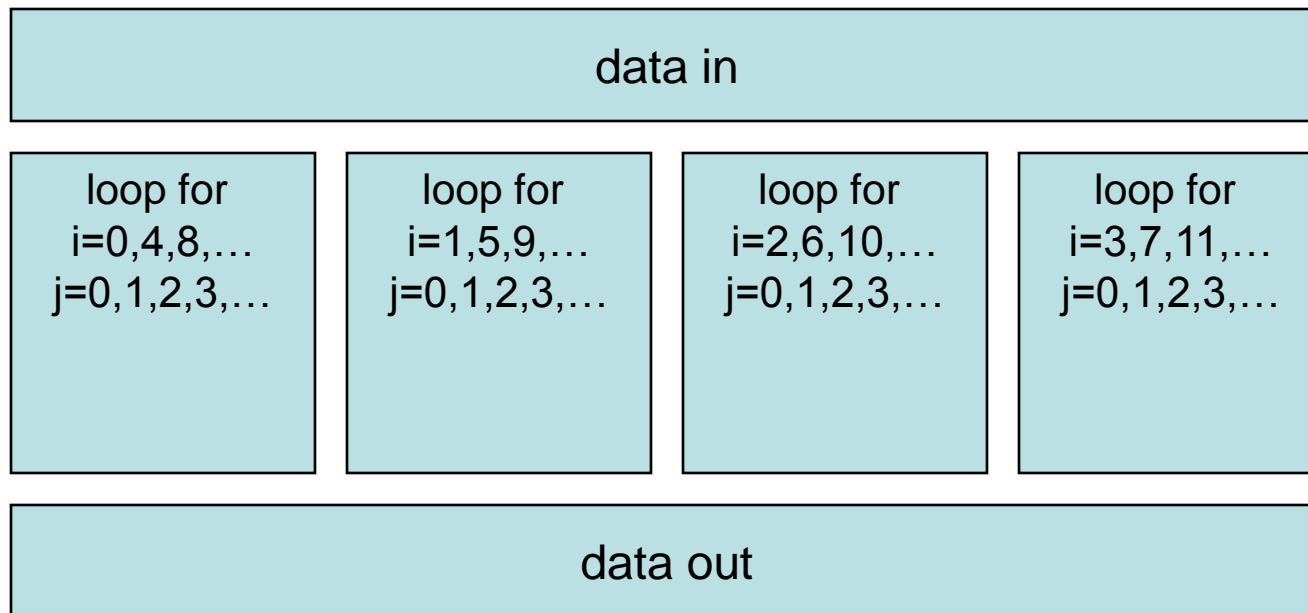 data in
loop for
i=0,4,8,…
j=0,1,2,3,…
loop for
i=1,5,9,…
j=0,1,2,3,…
loop for
i=2,6,10,…
j=0,1,2,3,…
loop for
i=3,7,11,…
j=0,1,2,3,…
data out